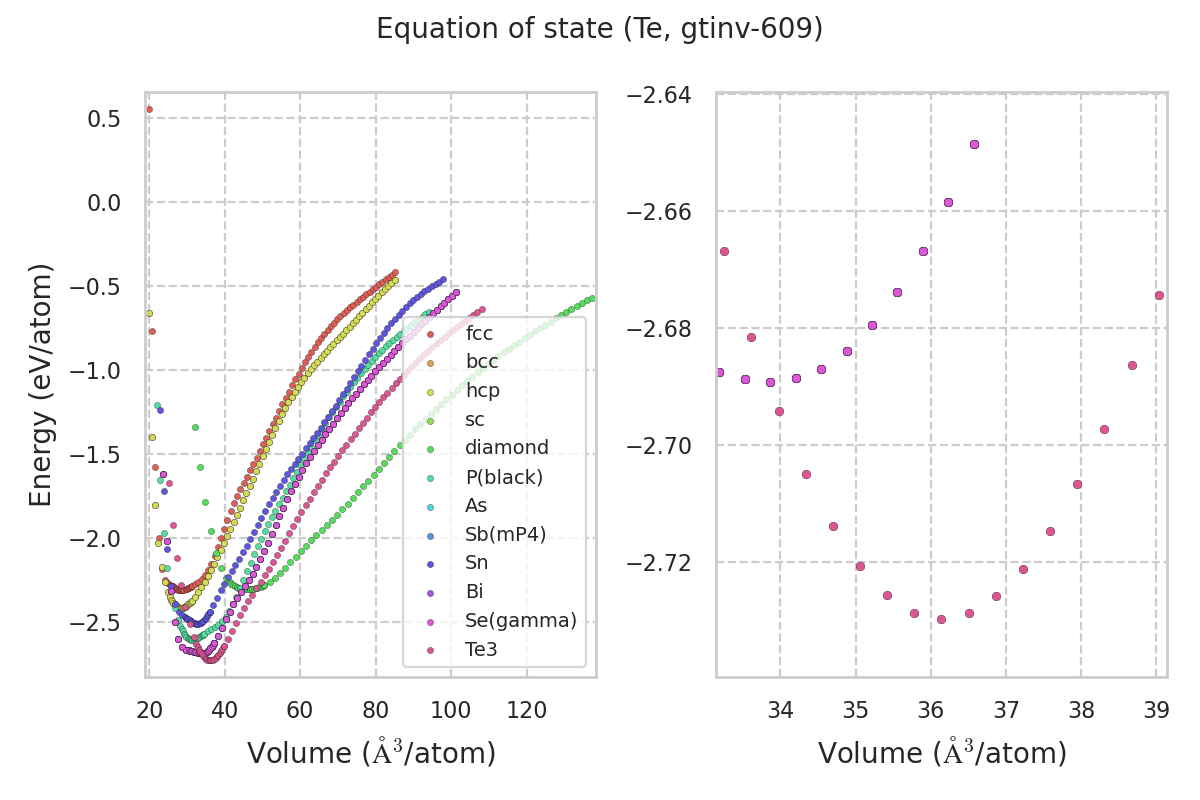 Equation of state (Te, gtinv-609)
Energy (eV/atom)
0.5
0.0
−0.5
−1.0
−1.5
−2.0
−2.5
20 40 60 80 100 120
Volume (Å³/atom)
fcc
bcc
hcp
sc
diamond
P(black)
As
Sb(mP4)
Sn
Bi
Se(gamma)
Te3
−2.64
−2.66
−2.68
−2.70
−2.72
34 35 36 37 38 39
Volume (Å³/atom)